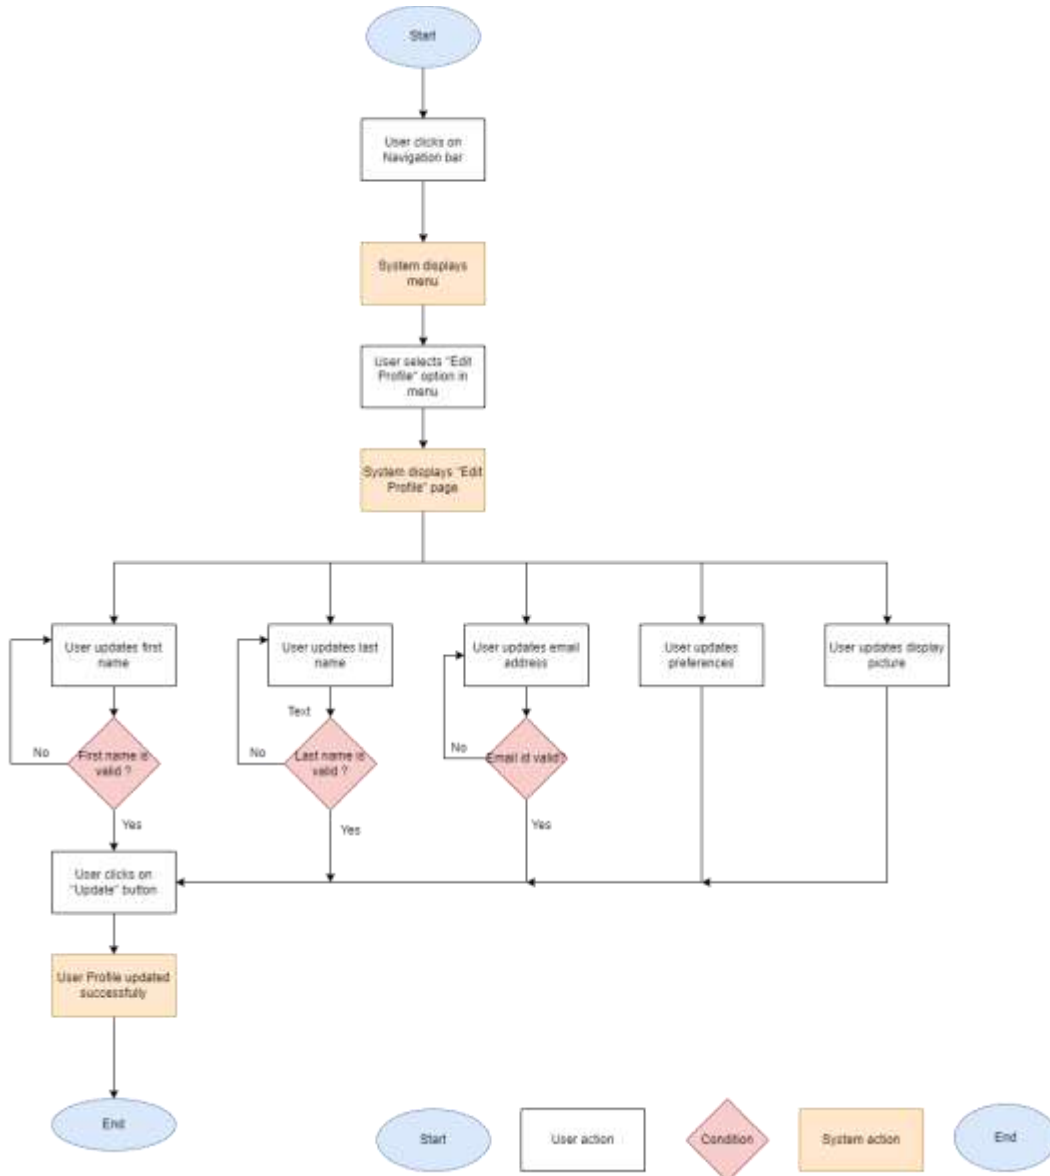 Start
User clicks on
Navigation bar
System displays
menu
User selects "Edit
Profile" option in
menu
System displays "Edit
Profile" page
User updates first
name
User updates last
name
User updates email
address
User updates
preferences
User updates display
picture
Text
No
First name is
valid ?
No
Last name is
valid ?
No
Email id valid?
Yes
Yes
Yes
User clicks on
"Update" button
User Profile updated
successfully
End
Start
User action
Condition
System action
End